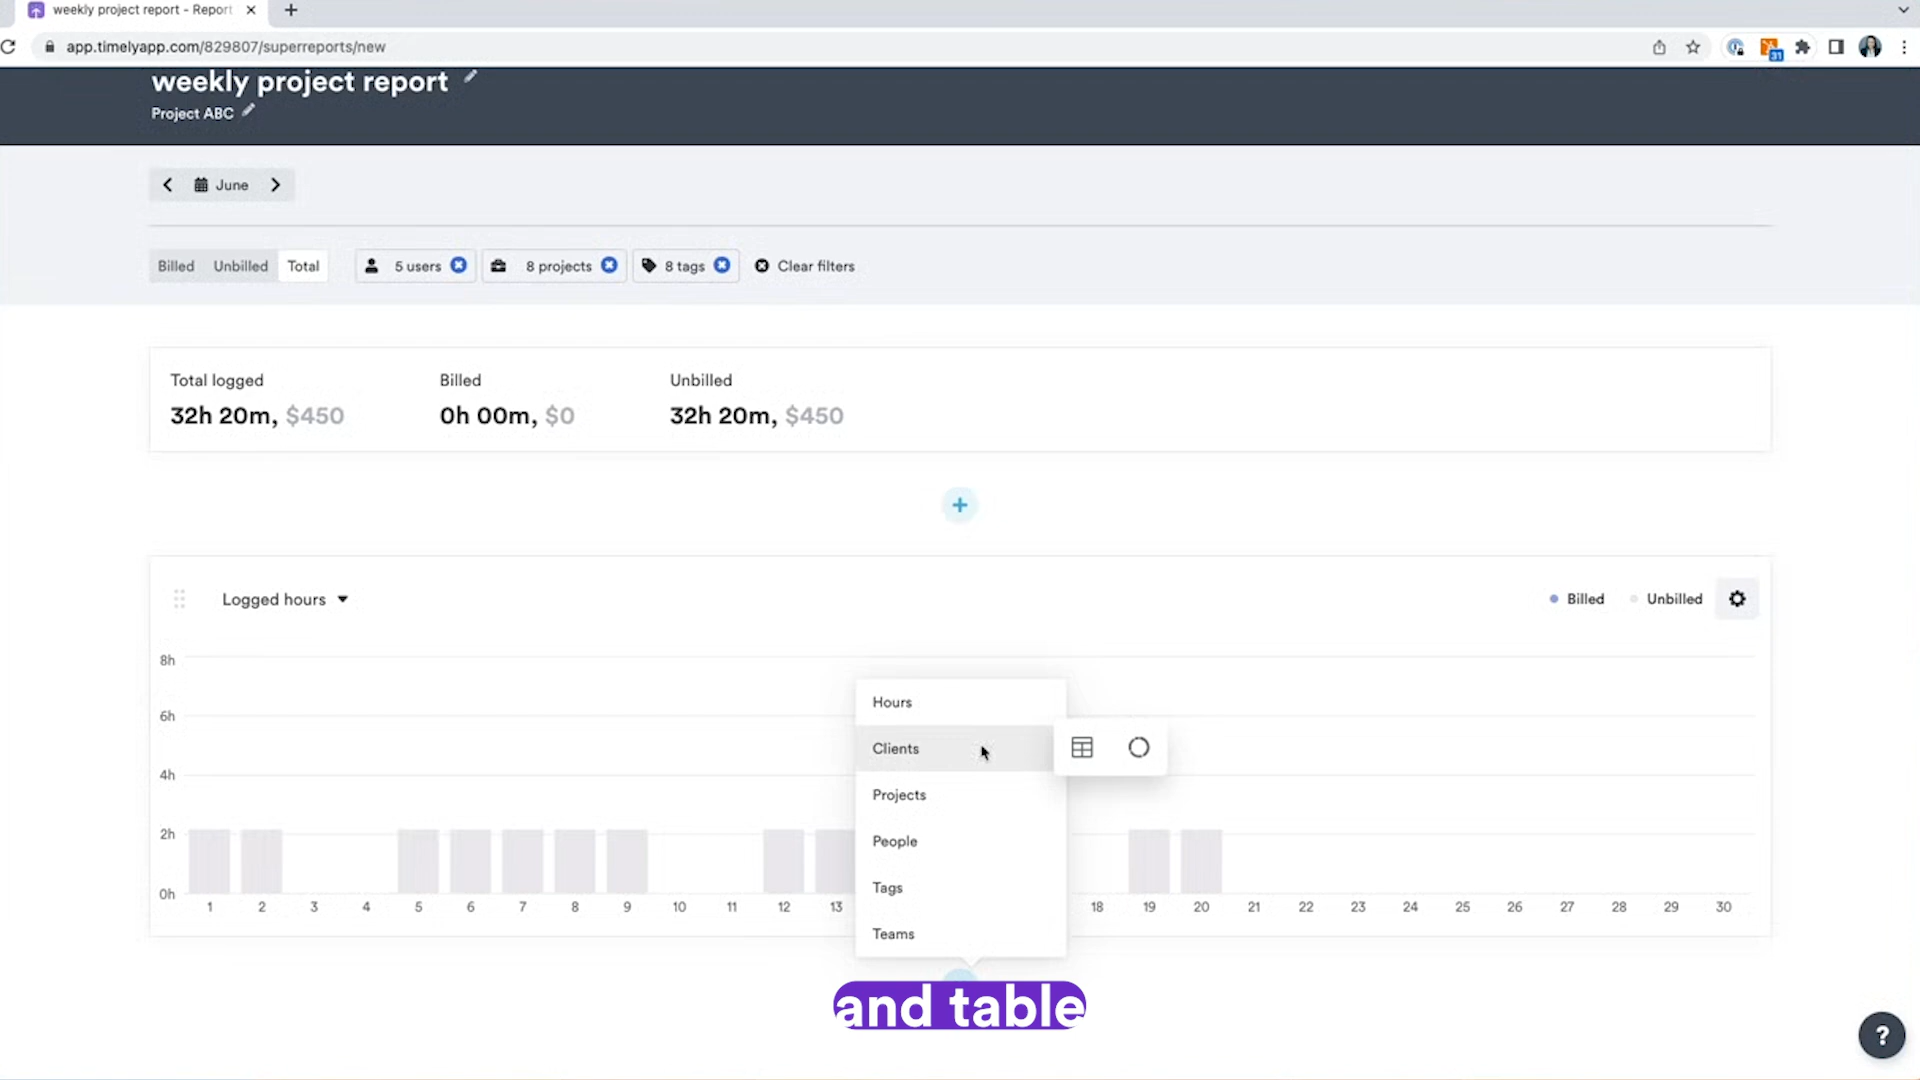 weekly project report - Report
app.timelyapp.com/829807/superreports/new
31
weekly project report
Project ABC
June
Billed Unbilled Total 5 users 8 projects 8 tags Clear filters
Total logged Billed Unbilled
32h 20m, $450 0h 00m, $0 32h 20m, $450
+
Logged hours Billed Unbilled
8h
6h
4h
2h
0h
1 2 3 4 5 6 7 8 9 10 11 12 13 18 19 20 21 22 23 24 25 26 27 28 29 30
Hours
Clients
Projects
People
Tags
Teams
and table
?